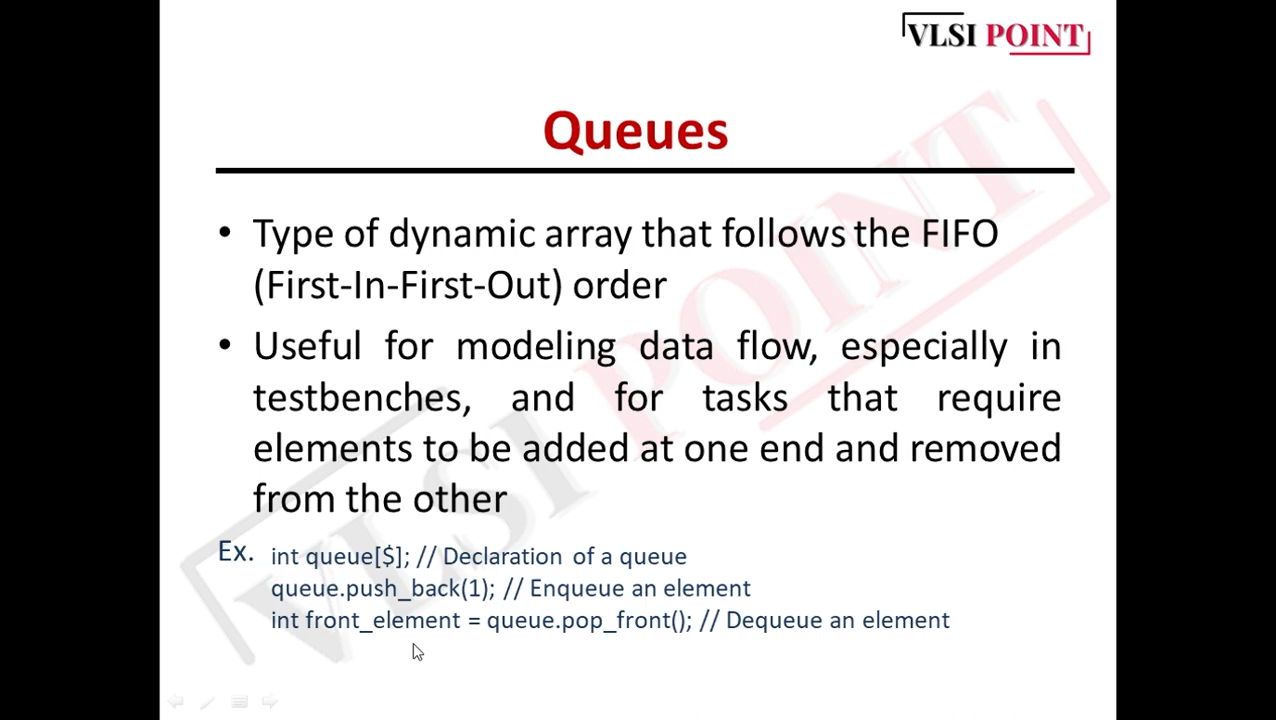 VLSI POINT
Queues
• Type of dynamic array that follows the FIFO
(First-In-First-Out) order
• Useful for modeling data flow, especially in
testbenches, and for tasks that require
elements to be added at one end and removed
from the other
Ex. int queue[$]; // Declaration of a queue
queue.push_back(1); // Enqueue an element
int front_element = queue.pop_front(); // Dequeue an element
VLSI POINT